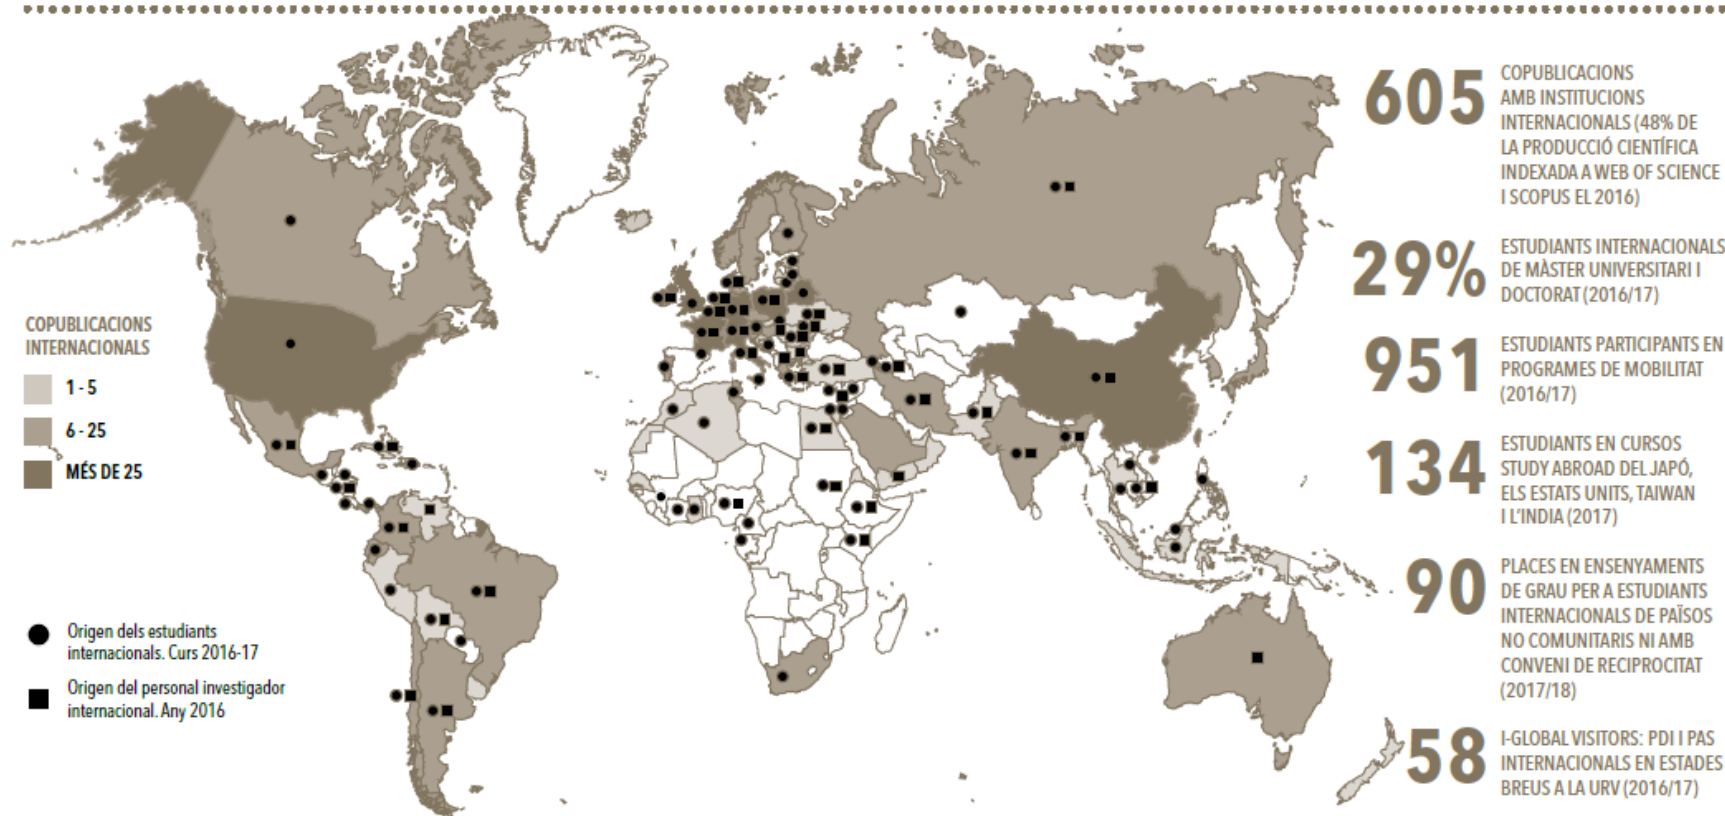 COPUBLICACIONS
INTERNACIONALS
1 - 5
6 - 25
MÉS DE 25
Origen dels estudiants
internacionals. Curs 2016-17
Origen del personal investigador
internacional. Any 2016
605
COPUBLICACIONS
AMB INSTITUCIONS
INTERNACIONALS (48% DE
LA PRODUCCIÓ CIENTÍFICA
INDEXADA A WEB OF SCIENCE
I SCOPUS EL 2016)
29%
ESTUDIANTS INTERNACIONALS
DE MÀSTER UNIVERSITARI I
DOCTORAT (2016/17)
951
ESTUDIANTS PARTICIPANTS EN
PROGRAMES DE MOBILITAT
(2016/17)
134
ESTUDIANTS EN CURSOS
STUDY ABROAD DEL JAPÓ,
ELS ESTATS UNITS, TAIWAN
I L'INDIA (2017)
90
PLACES EN ENSENYAMENTS
DE GRAU PER A ESTUDIANTS
INTERNACIONALS DE PAÏSOS
NO COMUNITARIS NI AMB
CONVENI DE RECIPROCITAT
(2017/18)
58
I-GLOBAL VISITORS: PDI I PAS
INTERNACIONALS EN ESTADES
BREUS A LA URV (2016/17)